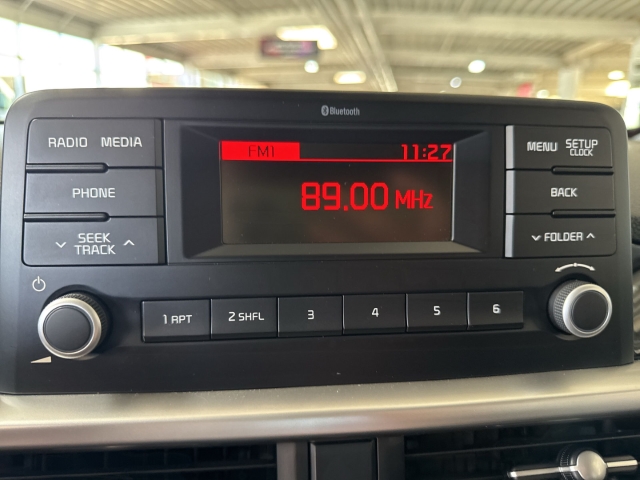 Bluetooth
RADIO MEDIA
FM1 11:27
MENU SETUP
CLOCK
PHONE
89.00 MHz
BACK
SEEK
TRACK
FOLDER
1 RPT
2 SHFL
3
4
5
6